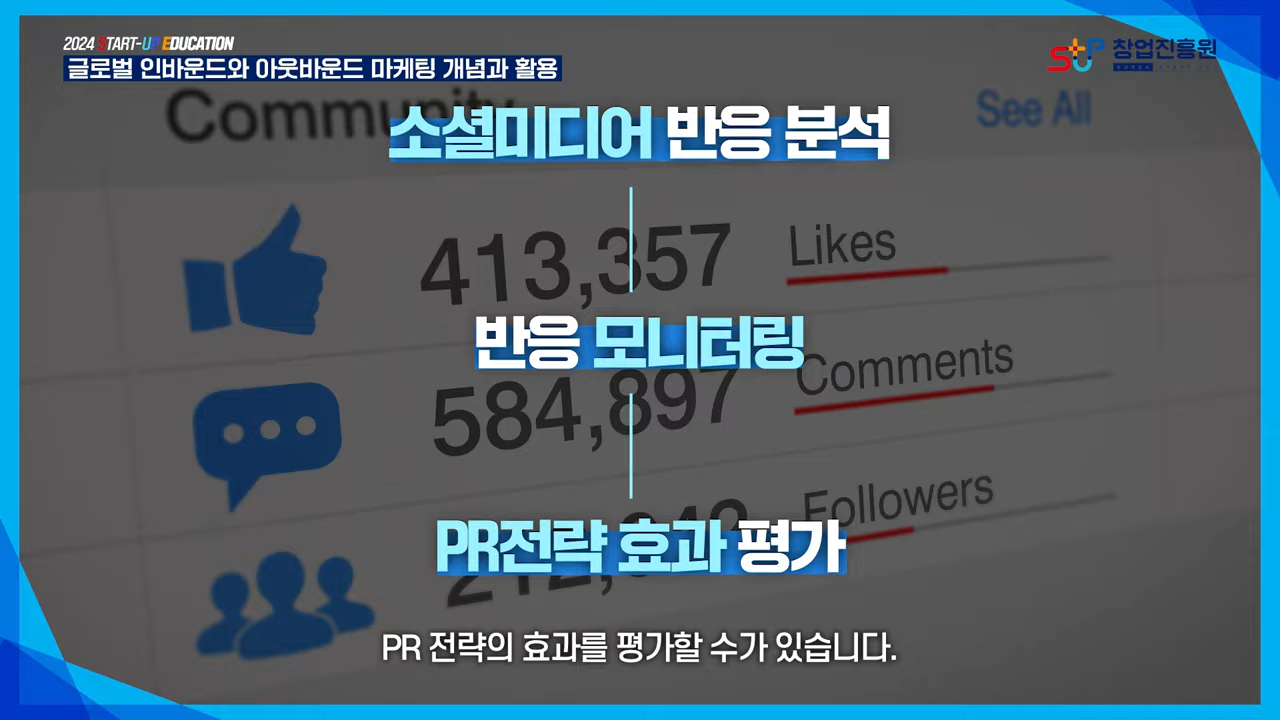 2024 START-UP EDUCATION
글로벌 인바운드와 아웃바운드 마케팅 개념과 활용
창업진흥원
Community
See All
소셜미디어 반응 분석
413,357 Likes
반응 모니터링
584,897 Comments
Followers
PR전략 효과 평가
PR 전략의 효과를 평가할 수가 있습니다.